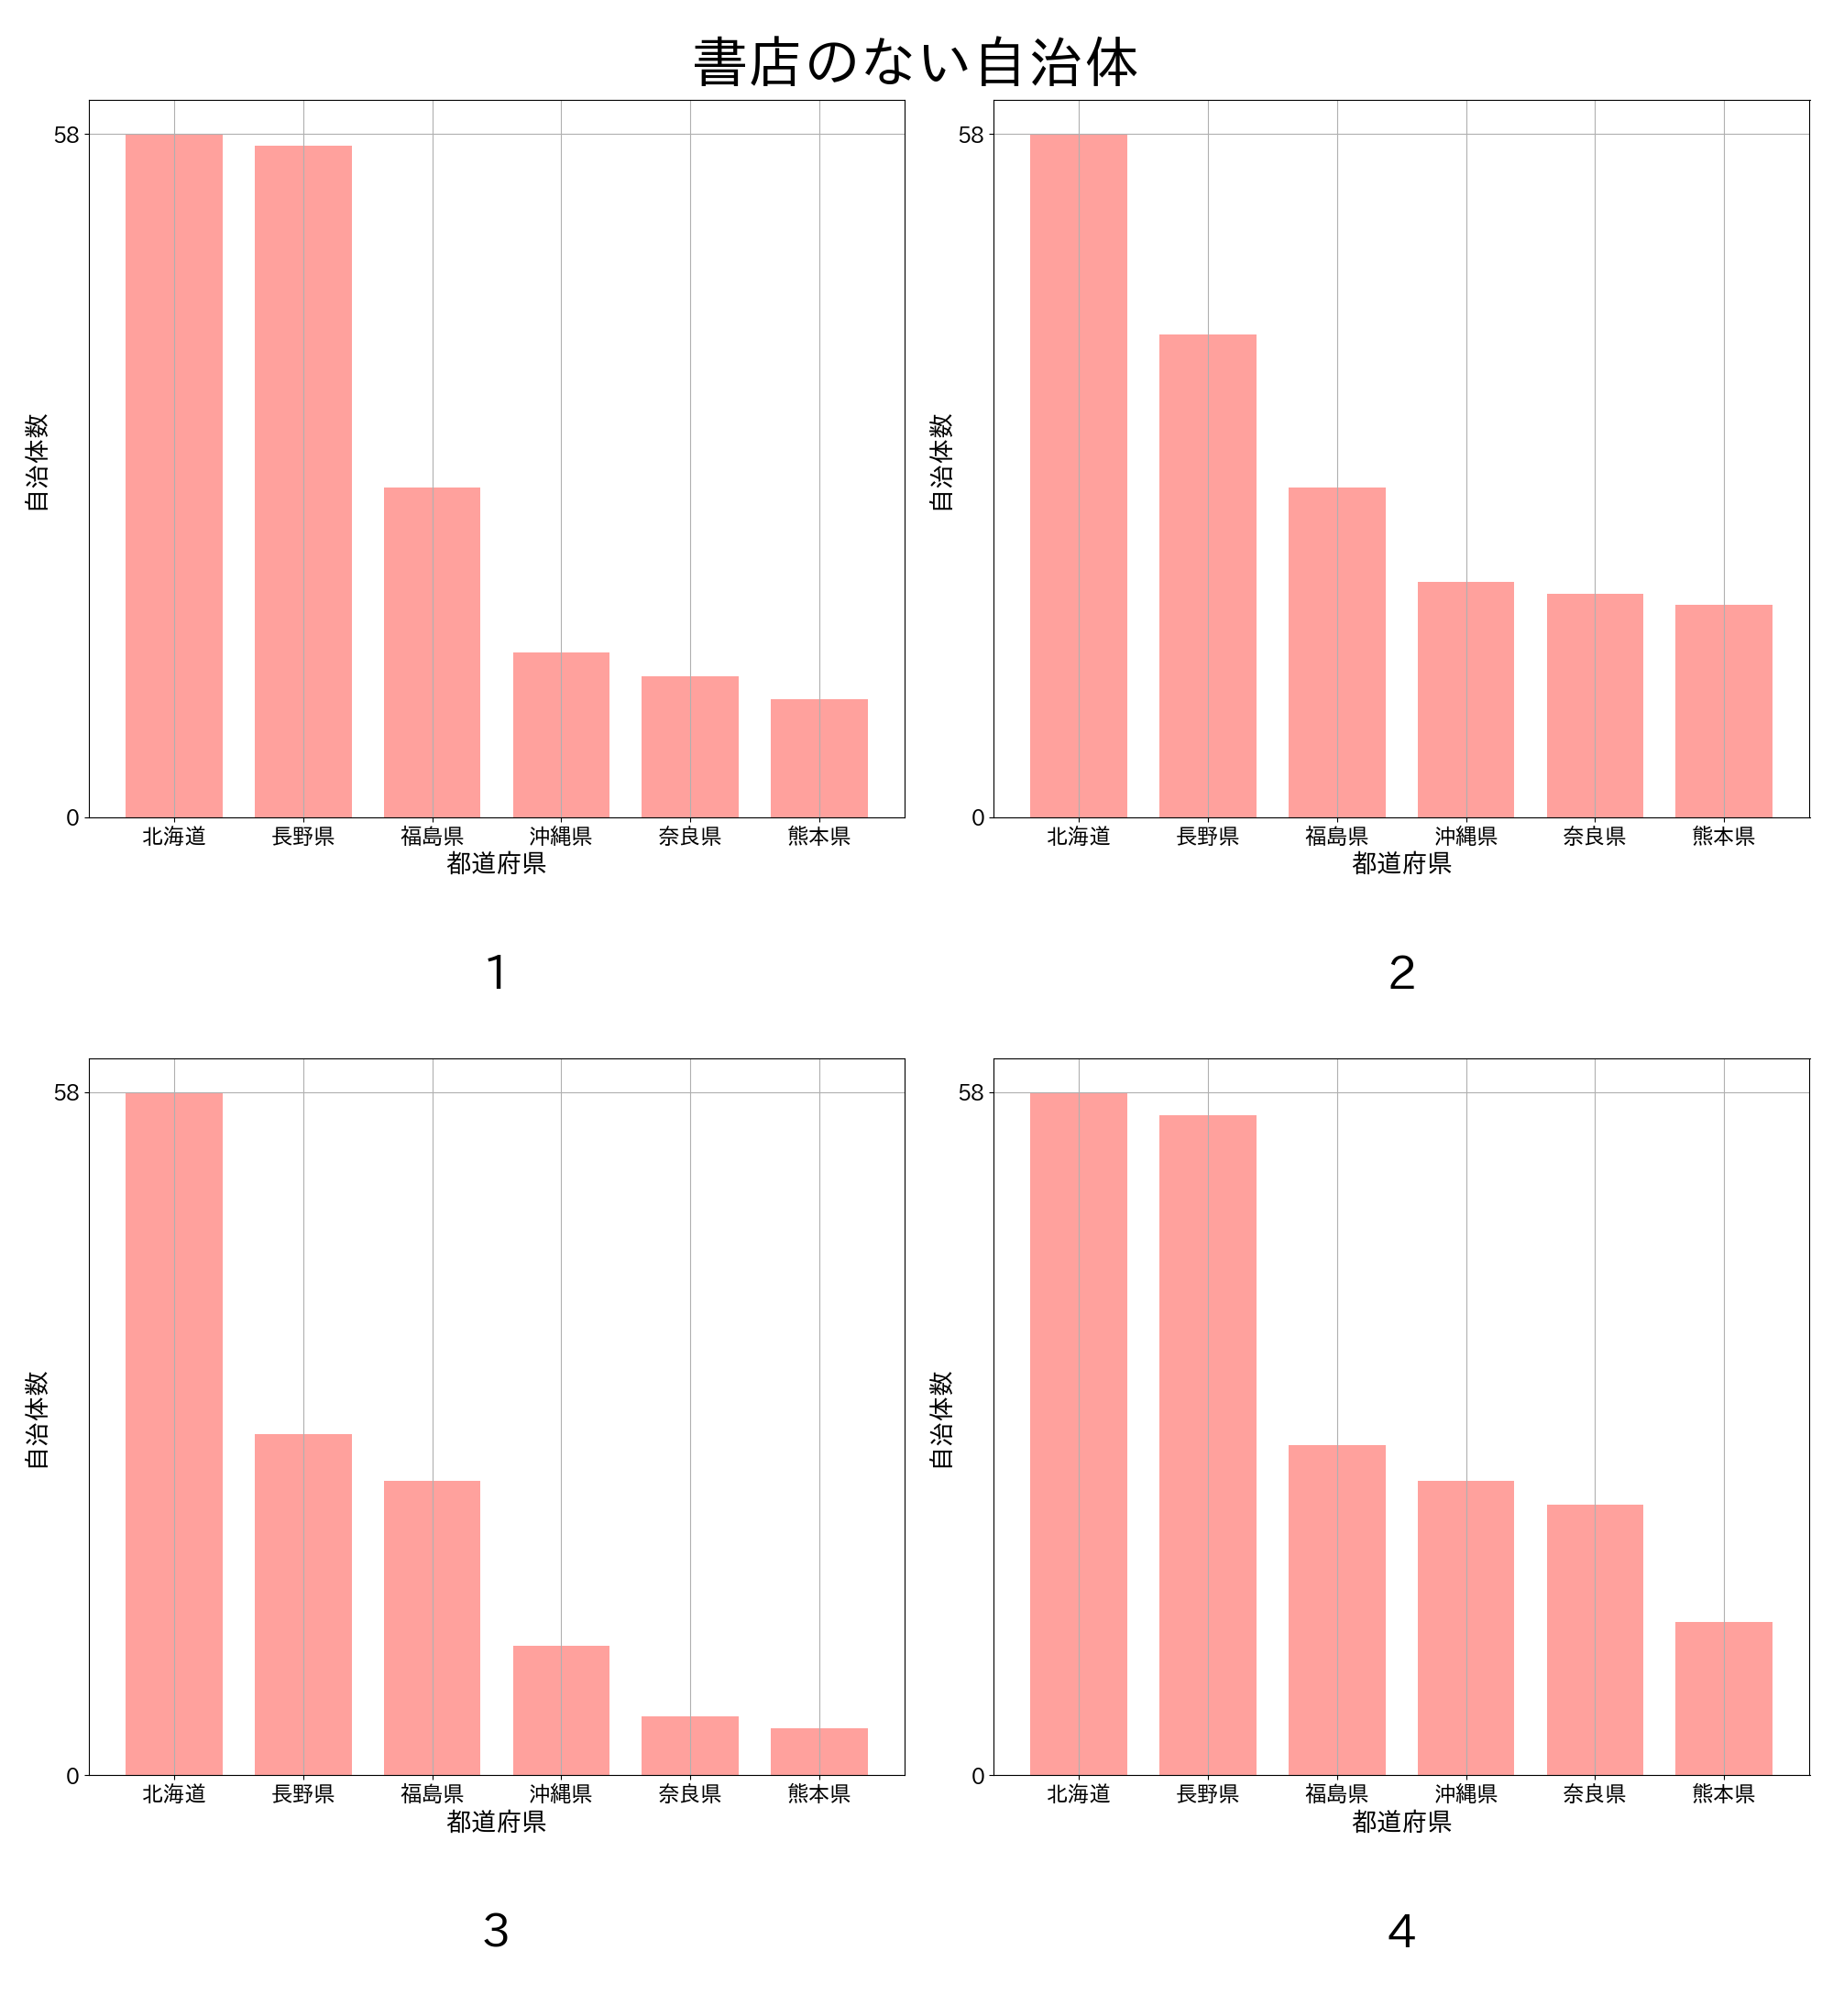 書店のない自治体
58
自治体数
0
北海道 長野県 福島県 沖縄県 奈良県 熊本県
都道府県
1
58
自治体数
0
北海道 長野県 福島県 沖縄県 奈良県 熊本県
都道府県
2
58
自治体数
0
北海道 長野県 福島県 沖縄県 奈良県 熊本県
都道府県
3
58
自治体数
0
北海道 長野県 福島県 沖縄県 奈良県 熊本県
都道府県
4